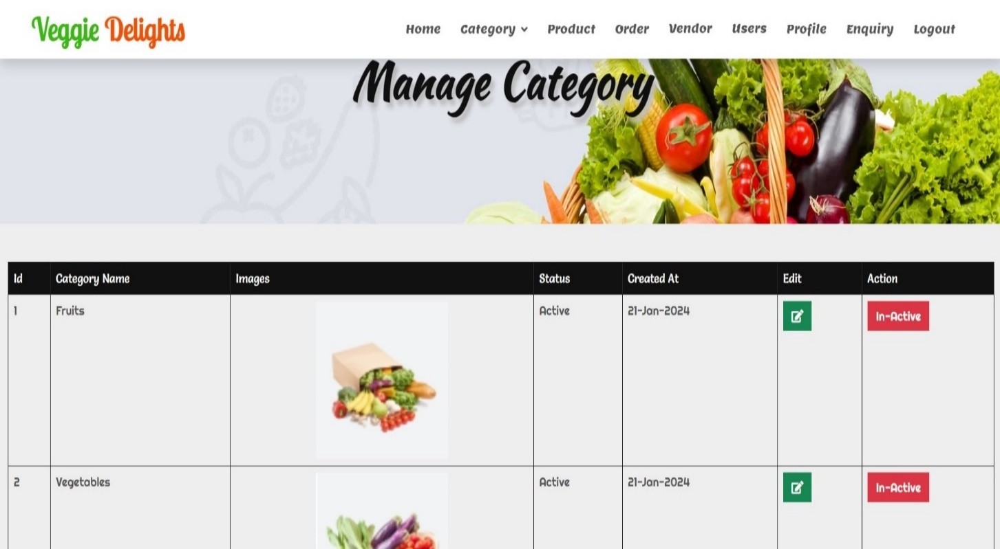 Veggie Delights
Home Category Product Order Vendor Users Profile Enquiry Logout
Manage Category
Id Category Name Images Status Created At Edit Action
1 Fruits Active 21-Jan-2024 In-Active
2 Vegetables Active 21-Jan-2024 In-Active